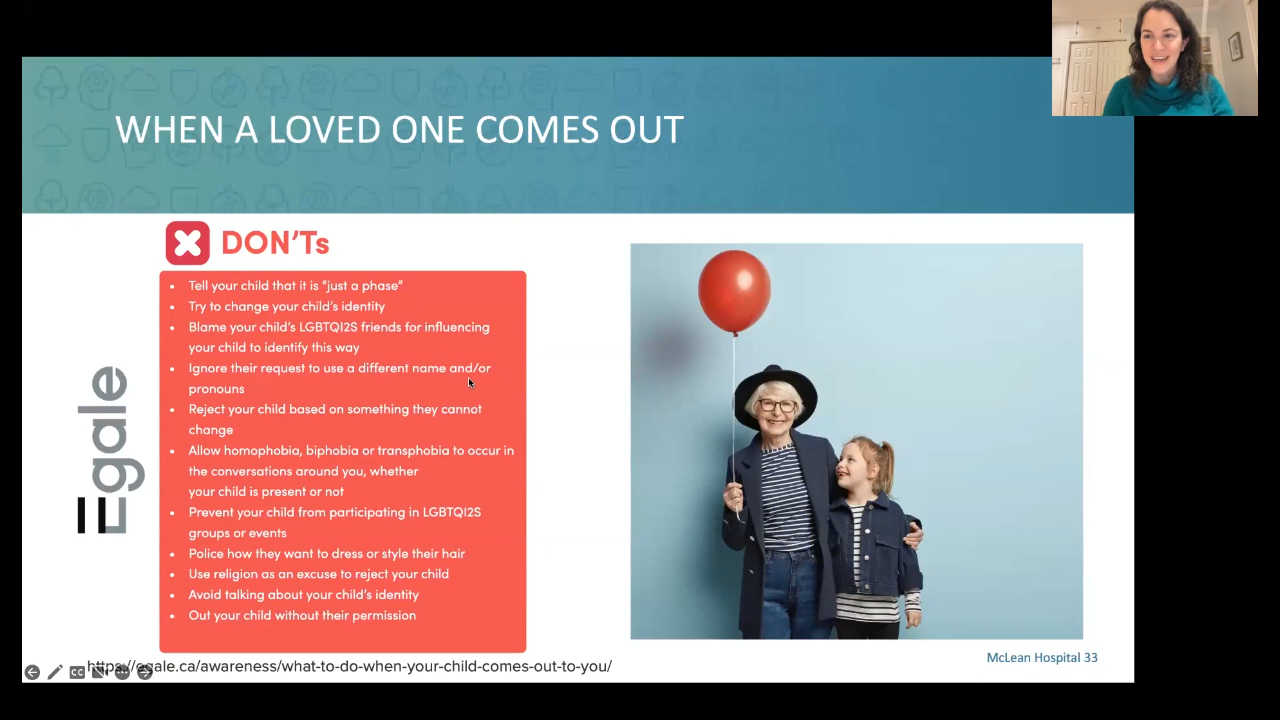 WHEN A LOVED ONE COMES OUT
DON'Ts
• Tell your child that it is "just a phase"
• Try to change your child's identity
• Blame your child's LGBTQI2S friends for influencing
your child to identify this way
• Ignore their request to use a different name and/or
pronouns
• Reject your child based on something they cannot
change
• Allow homophobia, biphobia or transphobia to occur in
the conversations around you, whether
your child is present or not
• Prevent your child from participating in LGBTQI2S
groups or events
• Police how they want to dress or style their hair
• Use religion as an excuse to reject your child
• Avoid talking about your child's identity
• Out your child without their permission
Egale
https://egale.ca/awareness/what-to-do-when-your-child-comes-out-to-you/
CC
McLean Hospital 33